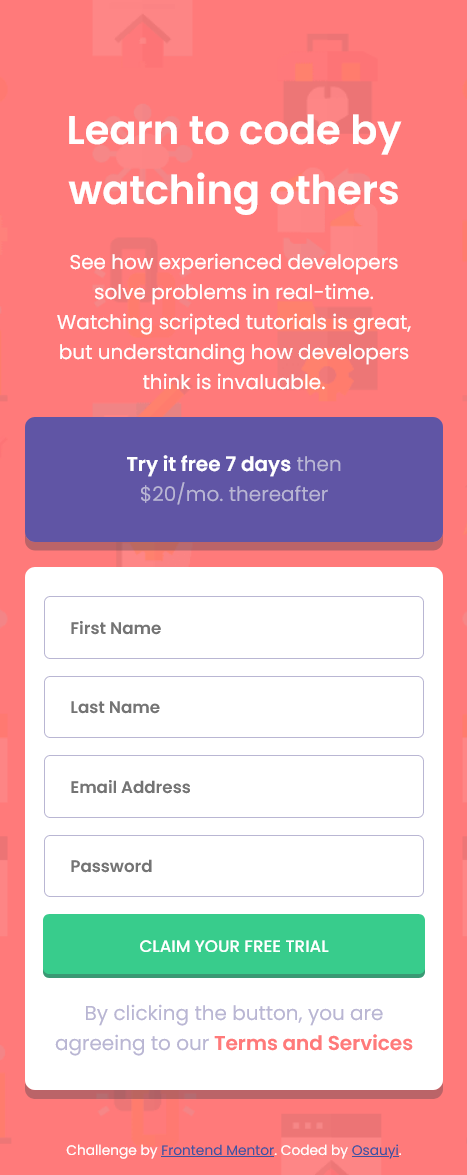 Learn to code by
watching others
See how experienced developers
solve problems in real-time.
Watching scripted tutorials is great,
but understanding how developers
think is invaluable.
Try it free 7 days then
$20/mo. thereafter
First Name
Last Name
Email Address
Password
CLAIM YOUR FREE TRIAL
By clicking the button, you are
agreeing to our Terms and Services
Challenge by Frontend Mentor. Coded by Osauyi.